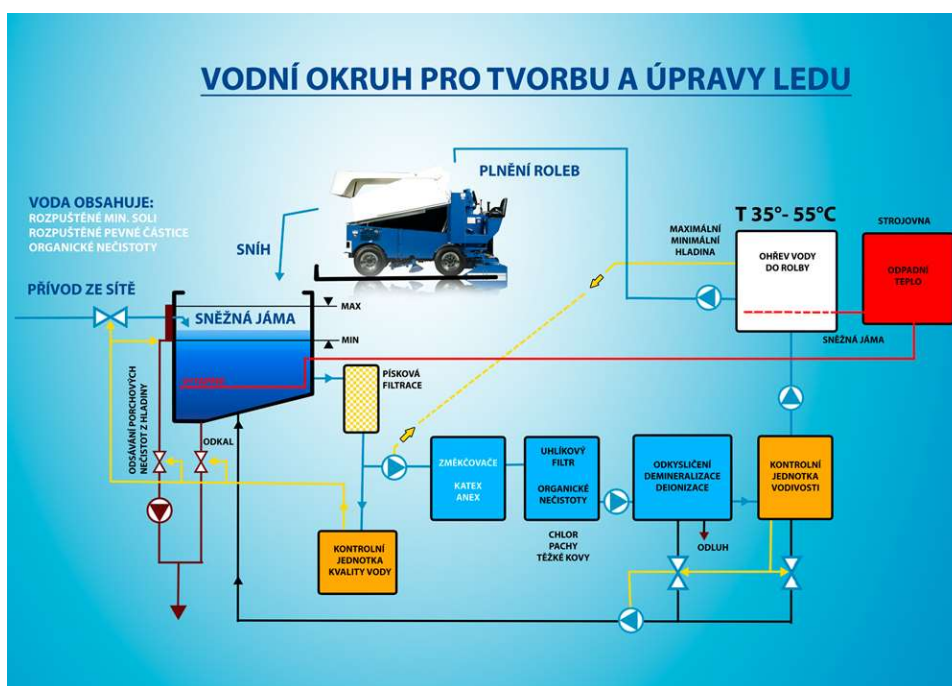 VODNÍ OKRUH PRO TVORBU A ÚPRAVY LEDU
PLNĚNÍ ROLEB
VODA OBSAHUJE:
ROZPUŠTĚNÉ MIN. SOLI
ROZPUŠTĚNÉ PEVNÉ ČÁSTICE
ORGANICKÉ NEČISTOTY
SNÍH
T 35°- 55°C
STROJOVNA
MAXIMÁLNÍ
MINIMÁLNÍ
HLADINA
OHŘEV VODY
DO ROLBY
ODPADNÍ
TEPLO
PŘÍVOD ZE SÍTĚ
SNĚŽNÁ JÁMA
MAX
MIN
SNĚŽNÁ JÁMA
PÍSKOVÁ
FILTRACE
ODSÁVÁNÍ PORCHOVÝCH
NEČISTOT Z HLADINY
ODKAL
ZMĚKČOVAČE
KATEX
ANEX
UHLÍKOVÝ
FILTR
ORGANICKÉ
NEČISTOTY
ODKYSLIČENÍ
DEMINERALIZACE
DEIONIZACE
KONTROLNÍ
JEDNOTKA
VODIVOSTI
CHLOR
PACHY
TĚŽKÉ KOVY
ODLUH
KONTROLNÍ
JEDNOTKA
KVALITY VODY